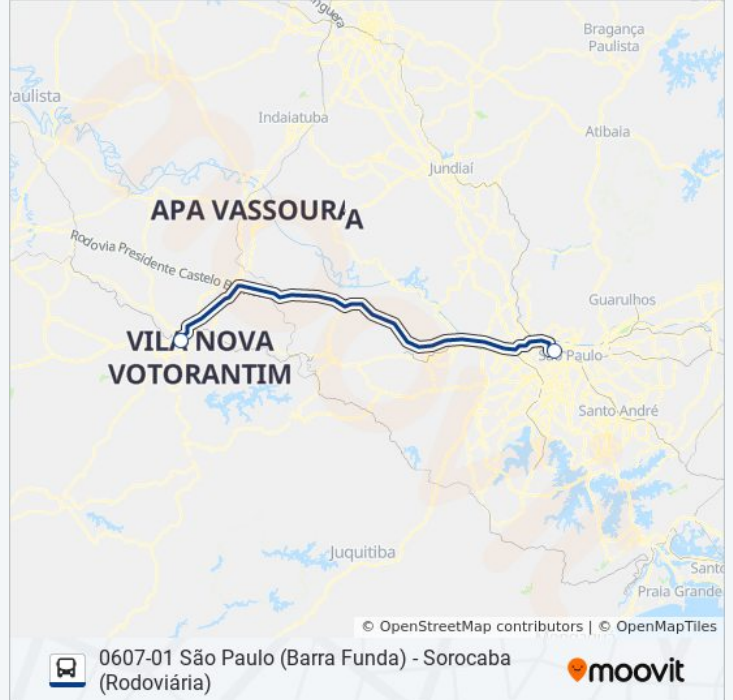 Bragança
Paulista
Paulista
Indaiatuba
Atibaia
Jundiaí
APA VASSOURA
Rodovia Presidente Castelo B
Guarulhos
VILA NOVA
VOTORANTIM
São Paulo
Santo André
Juquitiba
Santo
Praia Grande
© OpenStreetMap contributors | © OpenMapTiles
0607-01 São Paulo (Barra Funda) - Sorocaba
(Rodoviária)
moovit